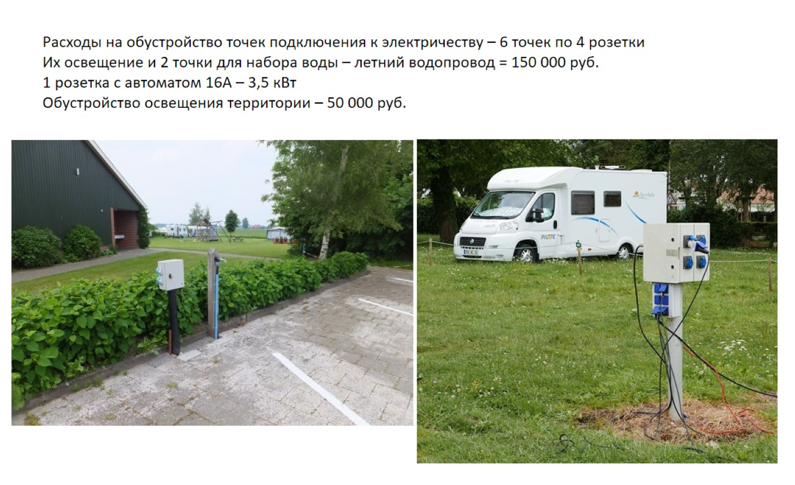 Расходы на обустройство точек подключения к электричеству – 6 точек по 4 розетки
Их освещение и 2 точки для набора воды – летний водопровод = 150 000 руб.
1 розетка с автоматом 16А – 3,5 кВт
Обустройство освещения территории – 50 000 руб.